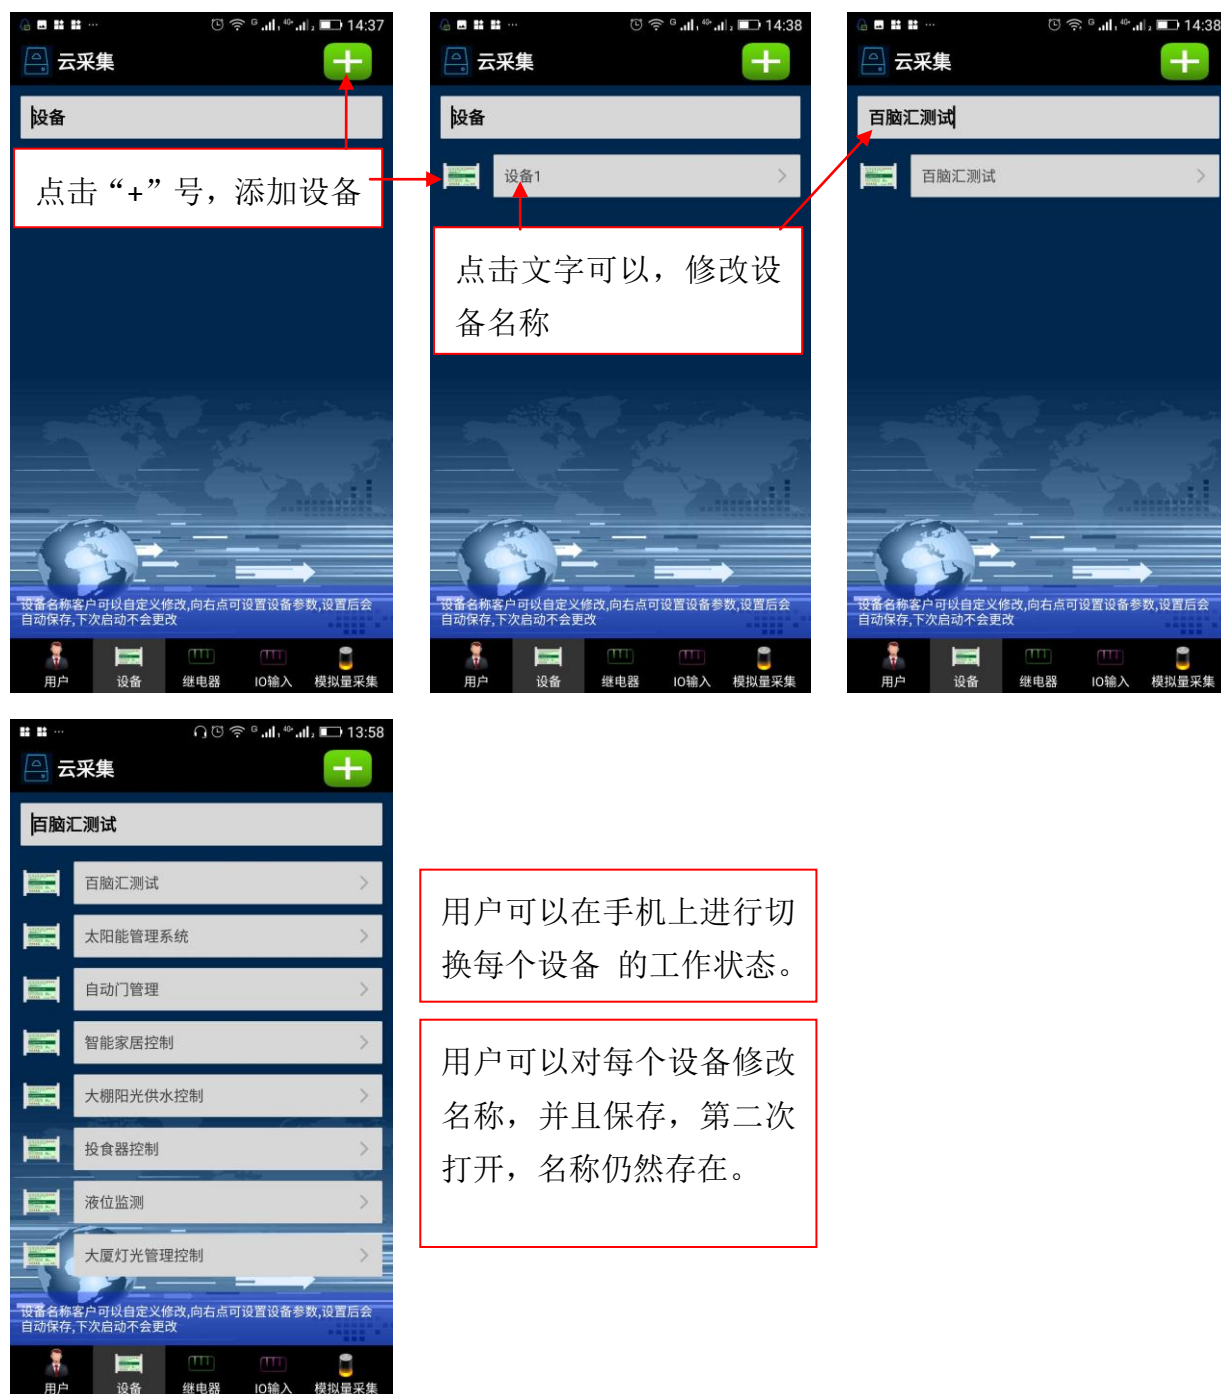 14:37
云采集
设备
点击“+”号，添加设备
设备名称客户可以自定义修改,向右点可设置设备参数,设置后会
自动保存,下次启动不会更改
用户 设备 继电器 IO输入 模拟量采集
14:38
云采集
设备
设备1
点击文字可以，修改设
备名称
设备名称客户可以自定义修改,向右点可设置设备参数,设置后会
自动保存,下次启动不会更改
用户 设备 继电器 IO输入 模拟量采集
14:38
云采集
百脑汇测试
百脑汇测试
设备名称客户可以自定义修改,向右点可设置设备参数,设置后会
自动保存,下次启动不会更改
用户 设备 继电器 IO输入 模拟量采集
13:58
云采集
百脑汇测试
百脑汇测试
太阳能管理系统
自动门管理
智能家居控制
大棚阳光供水控制
投食器控制
液位监测
大厦灯光管理控制
设备名称客户可以自定义修改,向右点可设置设备参数,设置后会
自动保存,下次启动不会更改
用户 设备 继电器 IO输入 模拟量采集
用户可以在手机上进行切
换每个设备 的工作状态。
用户可以对每个设备修改
名称，并且保存，第二次
打开，名称仍然存在。